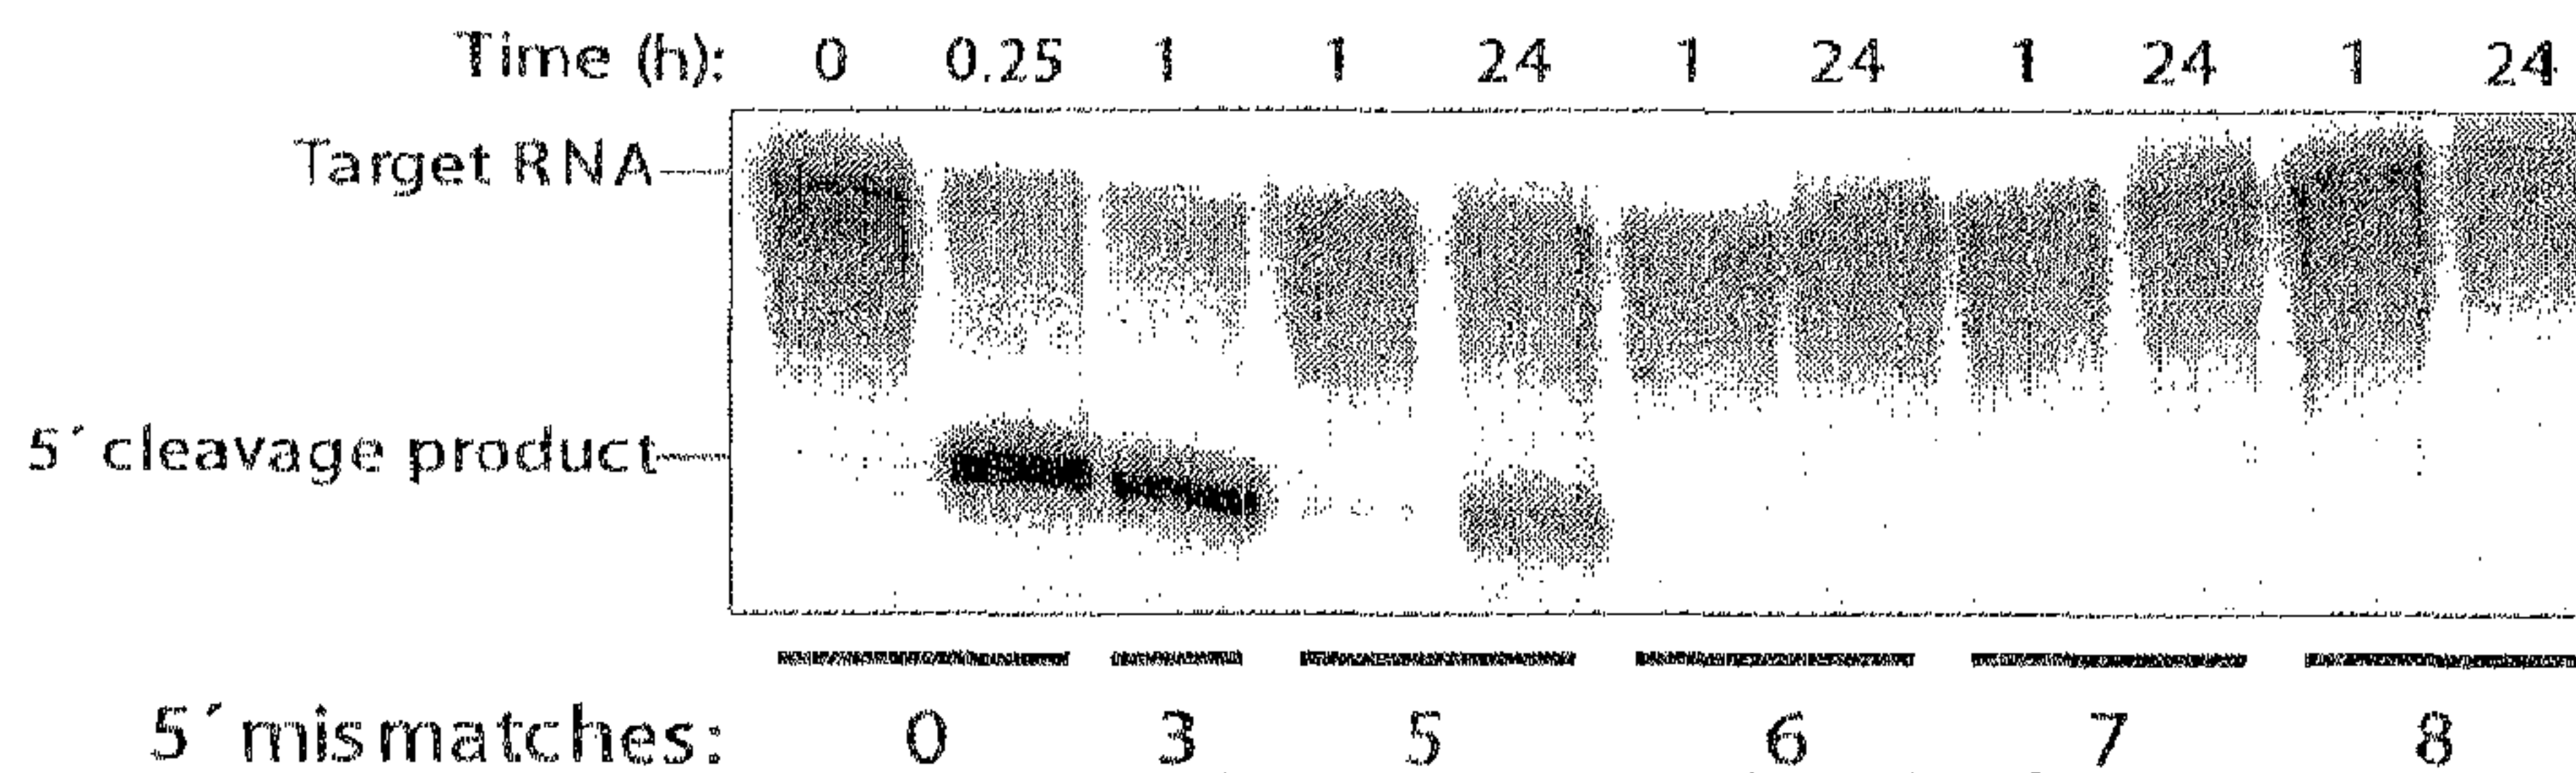 Time (h): 0 0.25 1 1 24 1 24 1 24 1 24
Target RNA
5´ cleavage product
5´ mismatches: 0 3 5 6 7 8